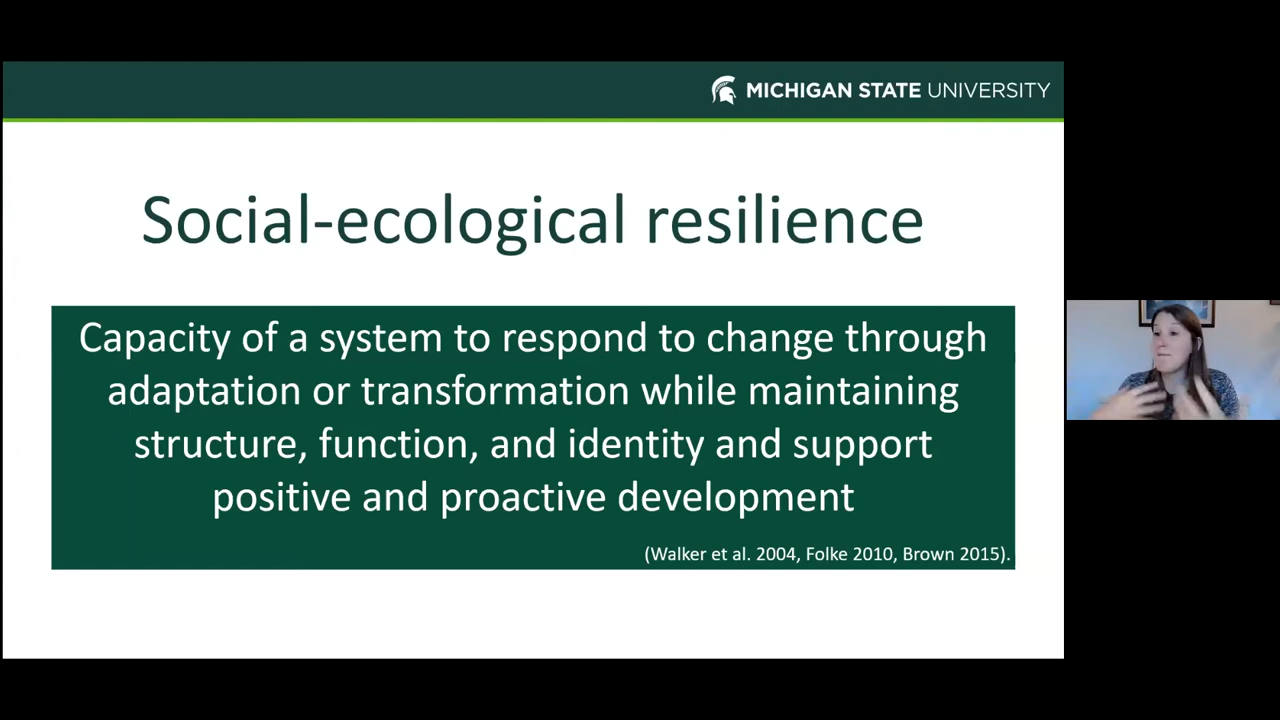 MICHIGAN STATE UNIVERSITY
Social-ecological resilience
Capacity of a system to respond to change through
adaptation or transformation while maintaining
structure, function, and identity and support
positive and proactive development
(Walker et al. 2004, Folke 2010, Brown 2015).